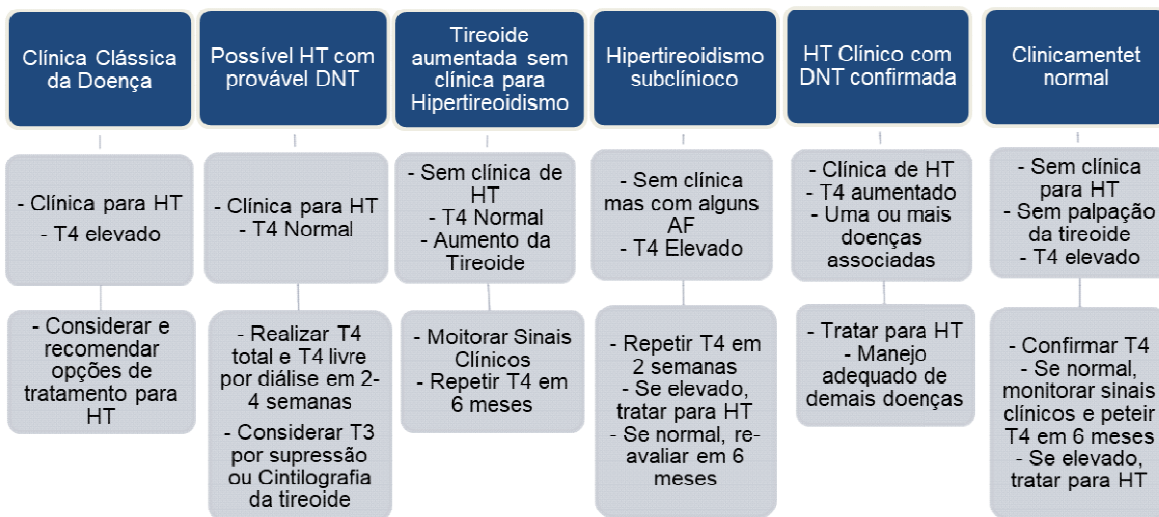 Clínica Clássica
da Doença
- Clínica para HT
- T4 elevado
- Considerar e
recomendar
opções de
tratamento para
HT
Possível HT com
provável DNT
- Clínica para HT
- T4 Normal
- Realizar T4
total e T4 livre
por diálise em 2-
4 semanas
- Considerar T3
por supressão
ou Cintilografia
da tireoide
Tireoide
aumentada sem
clínica para
Hipertireoidismo
- Sem clínica de
HT
- T4 Normal
- Aumento da
Tireoide
- Moitorar Sinais
Clínicos
- Repetir T4 em
6 meses
Hipertireoidismo
subclínioco
- Sem clínica
mas com alguns
AF
- T4 Elevado
- Repetir T4 em
2 semanas
- Se elevado,
tratar para HT
- Se normal, re-
avaliar em 6
meses
HT Clínico com
DNT confirmada
- Clínica de HT
- T4 aumentado
- Uma ou mais
doenças
associadas
- Tratar para HT
- Manejo
adequado de
demais doenças
Clinicamentet
normal
- Sem clínica
para HT
- Sem palpação
da tireoide
- T4 elevado
- Confirmar T4
- Se normal,
monitorar sinais
clínicos e peteir
T4 em 6 meses
- Se elevado,
tratar para HT